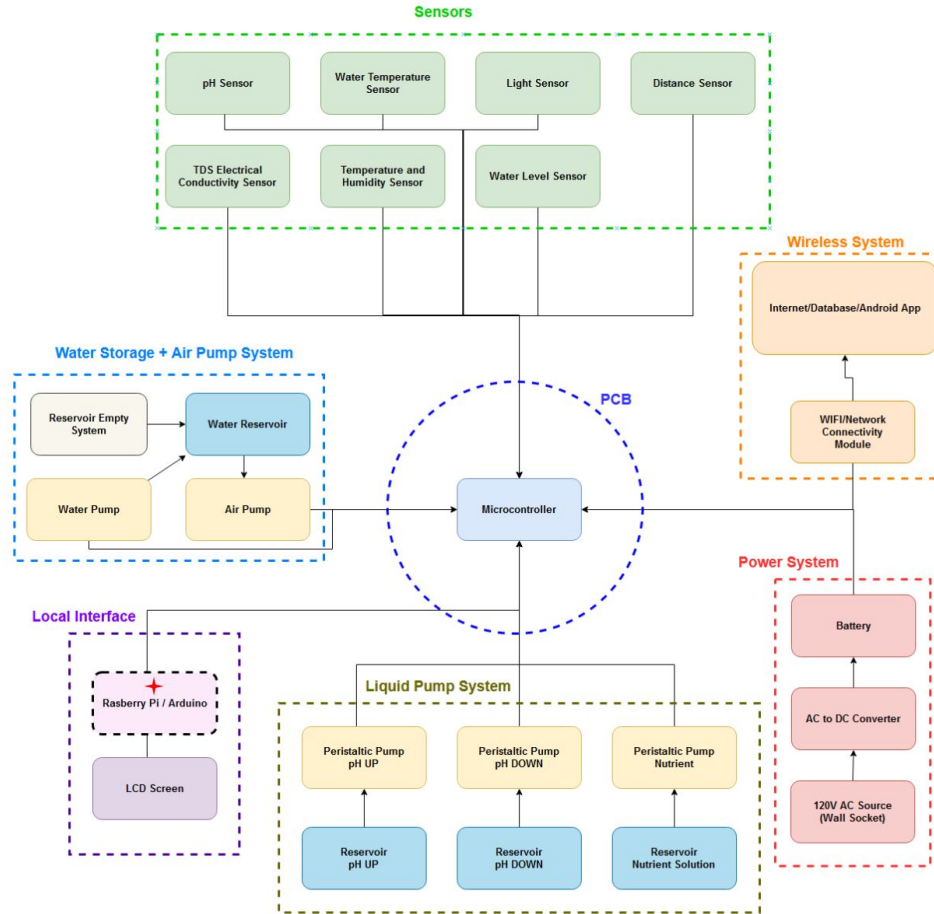 Sensors
pH Sensor
Water Temperature
Sensor
Light Sensor
Distance Sensor
TDS Electrical
Conductivity Sensor
Temperature and
Humidity Sensor
Water Level Sensor
Wireless System
Internet/Database/Android App
WIFI/Network
Connectivity
Module
Water Storage + Air Pump System
Reservoir Empty
System
Water Reservoir
Water Pump
Air Pump
PCB
Microcontroller
Power System
Battery
AC to DC Converter
120V AC Source
(Wall Socket)
Local Interface
Rasberry Pi / Arduino
LCD Screen
Liquid Pump System
Peristaltic Pump
pH UP
Peristaltic Pump
pH DOWN
Peristaltic Pump
Nutrient
Reservoir
pH UP
Reservoir
pH DOWN
Reservoir
Nutrient Solution